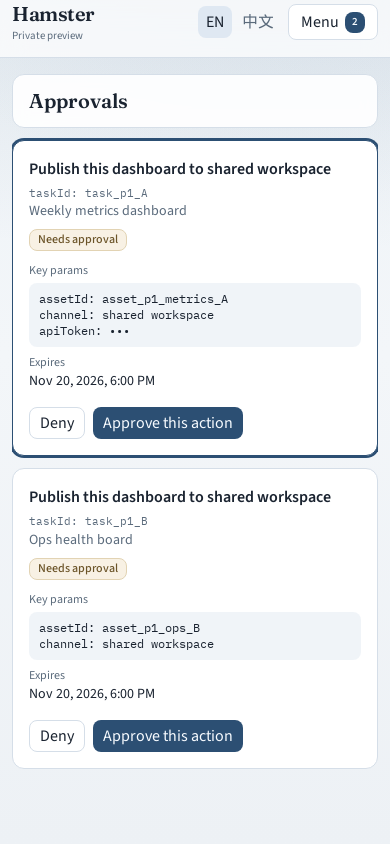 Hamster
Private preview
EN
中文
Menu 2
Approvals
Publish this dashboard to shared workspace
taskId: task_p1_A
Weekly metrics dashboard
Needs approval
Key params
assetId: asset_p1_metrics_A
channel: shared workspace
apiToken: •••
Expires
Nov 20, 2026, 6:00 PM
Deny
Approve this action
Publish this dashboard to shared workspace
taskId: task_p1_B
Ops health board
Needs approval
Key params
assetId: asset_p1_ops_B
channel: shared workspace
Expires
Nov 20, 2026, 6:00 PM
Deny
Approve this action